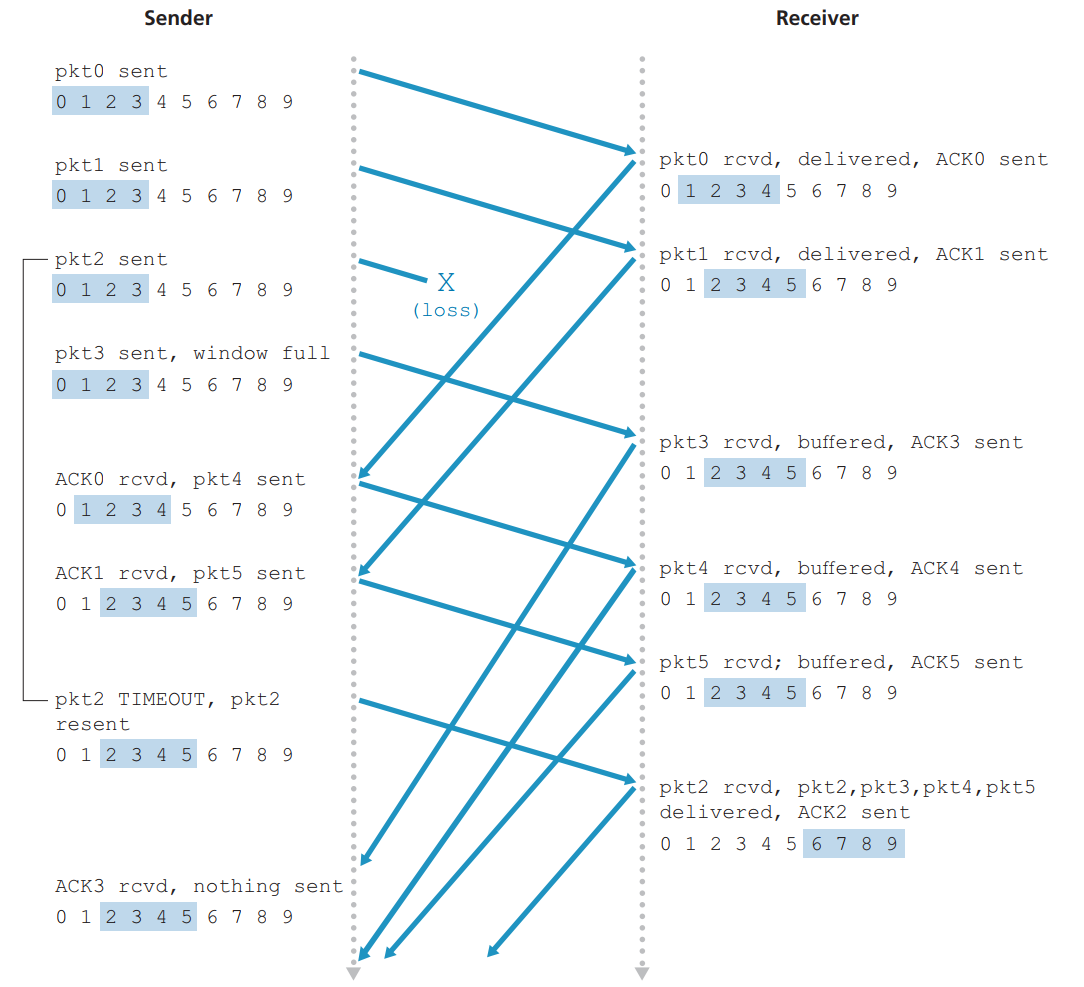 Sender
Receiver
pkt0 sent
0 1 2 3 4 5 6 7 8 9
pkt0 rcvd, delivered, ACK0 sent
0 1 2 3 4 5 6 7 8 9
pkt1 sent
0 1 2 3 4 5 6 7 8 9
pkt1 rcvd, delivered, ACK1 sent
0 1 2 3 4 5 6 7 8 9
pkt2 sent
0 1 2 3 4 5 6 7 8 9
X
(loss)
pkt3 sent, window full
0 1 2 3 4 5 6 7 8 9
pkt3 rcvd, buffered, ACK3 sent
0 1 2 3 4 5 6 7 8 9
ACK0 rcvd, pkt4 sent
0 1 2 3 4 5 6 7 8 9
pkt4 rcvd, buffered, ACK4 sent
0 1 2 3 4 5 6 7 8 9
ACK1 rcvd, pkt5 sent
0 1 2 3 4 5 6 7 8 9
pkt5 rcvd; buffered, ACK5 sent
0 1 2 3 4 5 6 7 8 9
pkt2 TIMEOUT, pkt2
resent
0 1 2 3 4 5 6 7 8 9
pkt2 rcvd, pkt2,pkt3,pkt4,pkt5
delivered, ACK2 sent
0 1 2 3 4 5 6 7 8 9
ACK3 rcvd, nothing sent
0 1 2 3 4 5 6 7 8 9